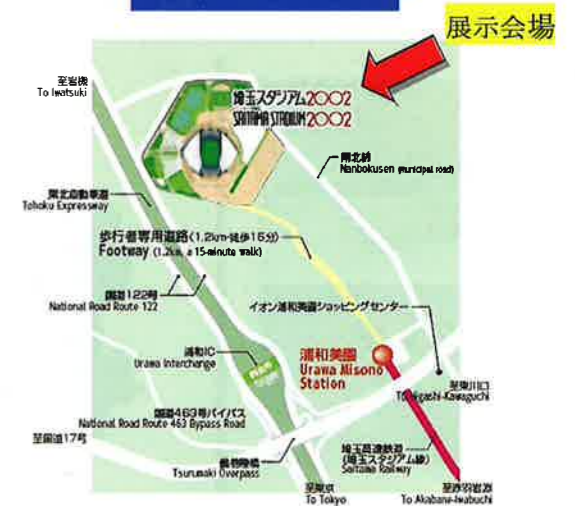 展示会場
至岩槻
To Iwatsuki
埼玉スタジアム2〇〇2
SAITAMA STADIUM 2〇〇2
南北線
Nanbokusen (municipal road)
東北自動車道
Tohoku Expressway
歩行者専用道路(1.2km・徒歩15分)
Footway (1.2km, a 15-minute walk)
国道122号
National Road Route 122
イオン浦和美園ショッピングセンター
浦和IC
Urawa Interchange
浦和美園
Urawa Misono
Station
至東川口
To Higashi-Kawaguchi
国道463号バイパス
National Road Route 463 Bypass Road
至国道17号
鶴巻陸橋
Tsurumaki Overpass
埼玉高速鉄道
(埼玉スタジアム線)
Saitama Railway
至東京
To Tokyo
至赤羽岩淵
To Akabane-Iwabuchi